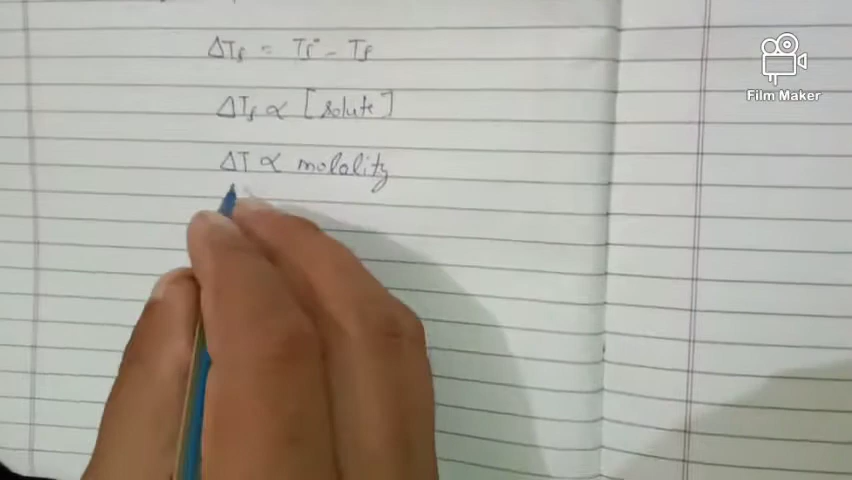 ΔTf = Tf° - Tf
ΔTf ∝ [solute]
ΔT ∝ molality
Film Maker